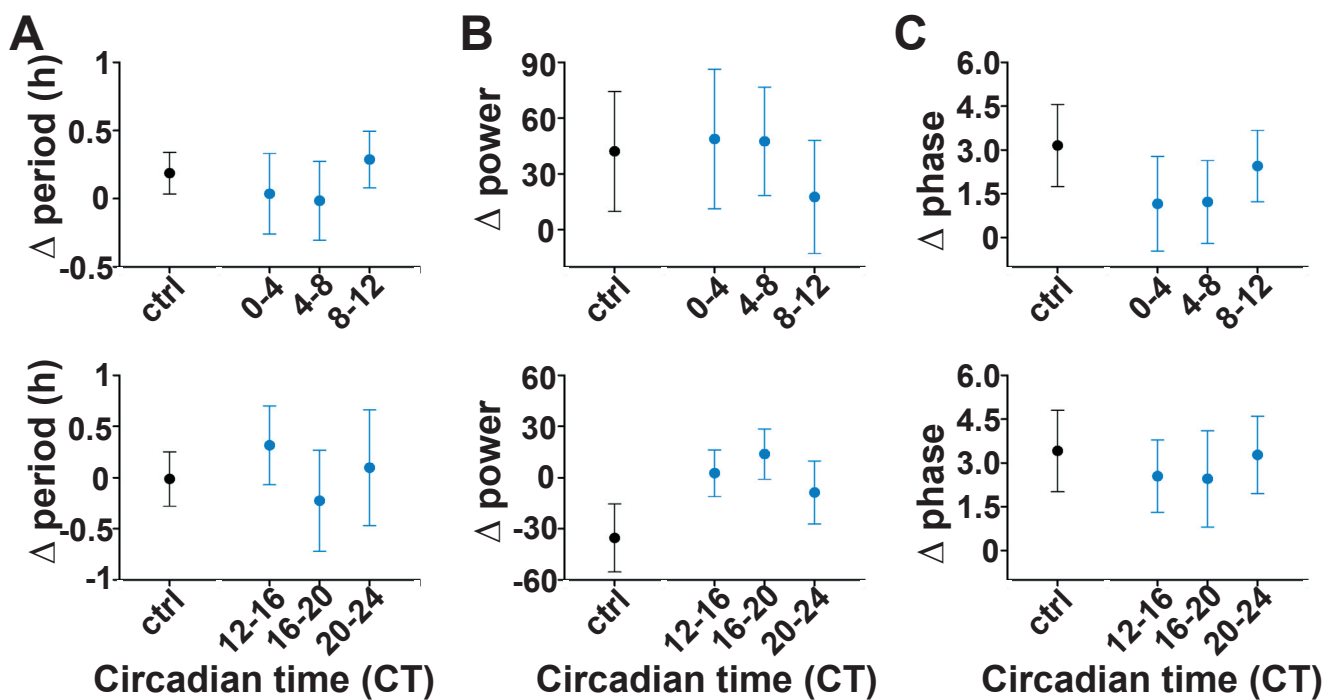 A
Δ period (h)
1
0.5
0
-0.5
ctrl
0-4
4-8
8-12
B
Δ power
90
60
30
0
ctrl
0-4
4-8
8-12
C
Δ phase
6.0
4.5
3.0
1.5
0
ctrl
0-4
4-8
8-12
Δ period (h)
1
0.5
0
-0.5
-1
ctrl
12-16
16-20
20-24
Circadian time (CT)
Δ power
60
30
0
-30
-60
ctrl
12-16
16-20
20-24
Circadian time (CT)
Δ phase
6.0
4.5
3.0
1.5
0
ctrl
12-16
16-20
20-24
Circadian time (CT)